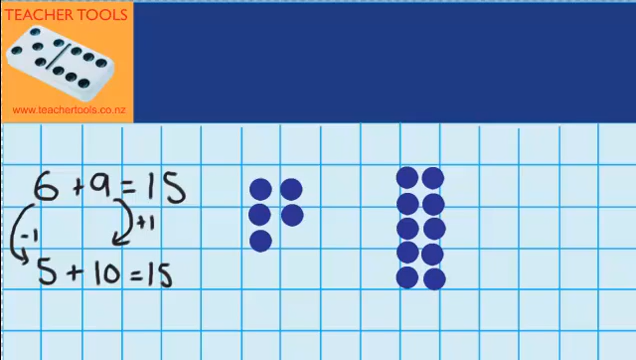 TEACHER TOOLS
www.teachertools.co.nz
6 + 9 = 15
-1 +1
5 + 10 = 15